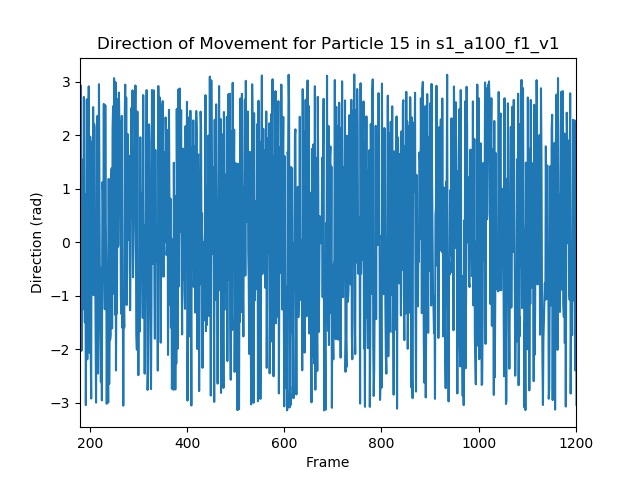 Direction of Movement for Particle 15 in s1_a100_f1_v1
3
2
1
0
−1
−2
−3
Direction (rad)
200 400 600 800 1000 1200
Frame